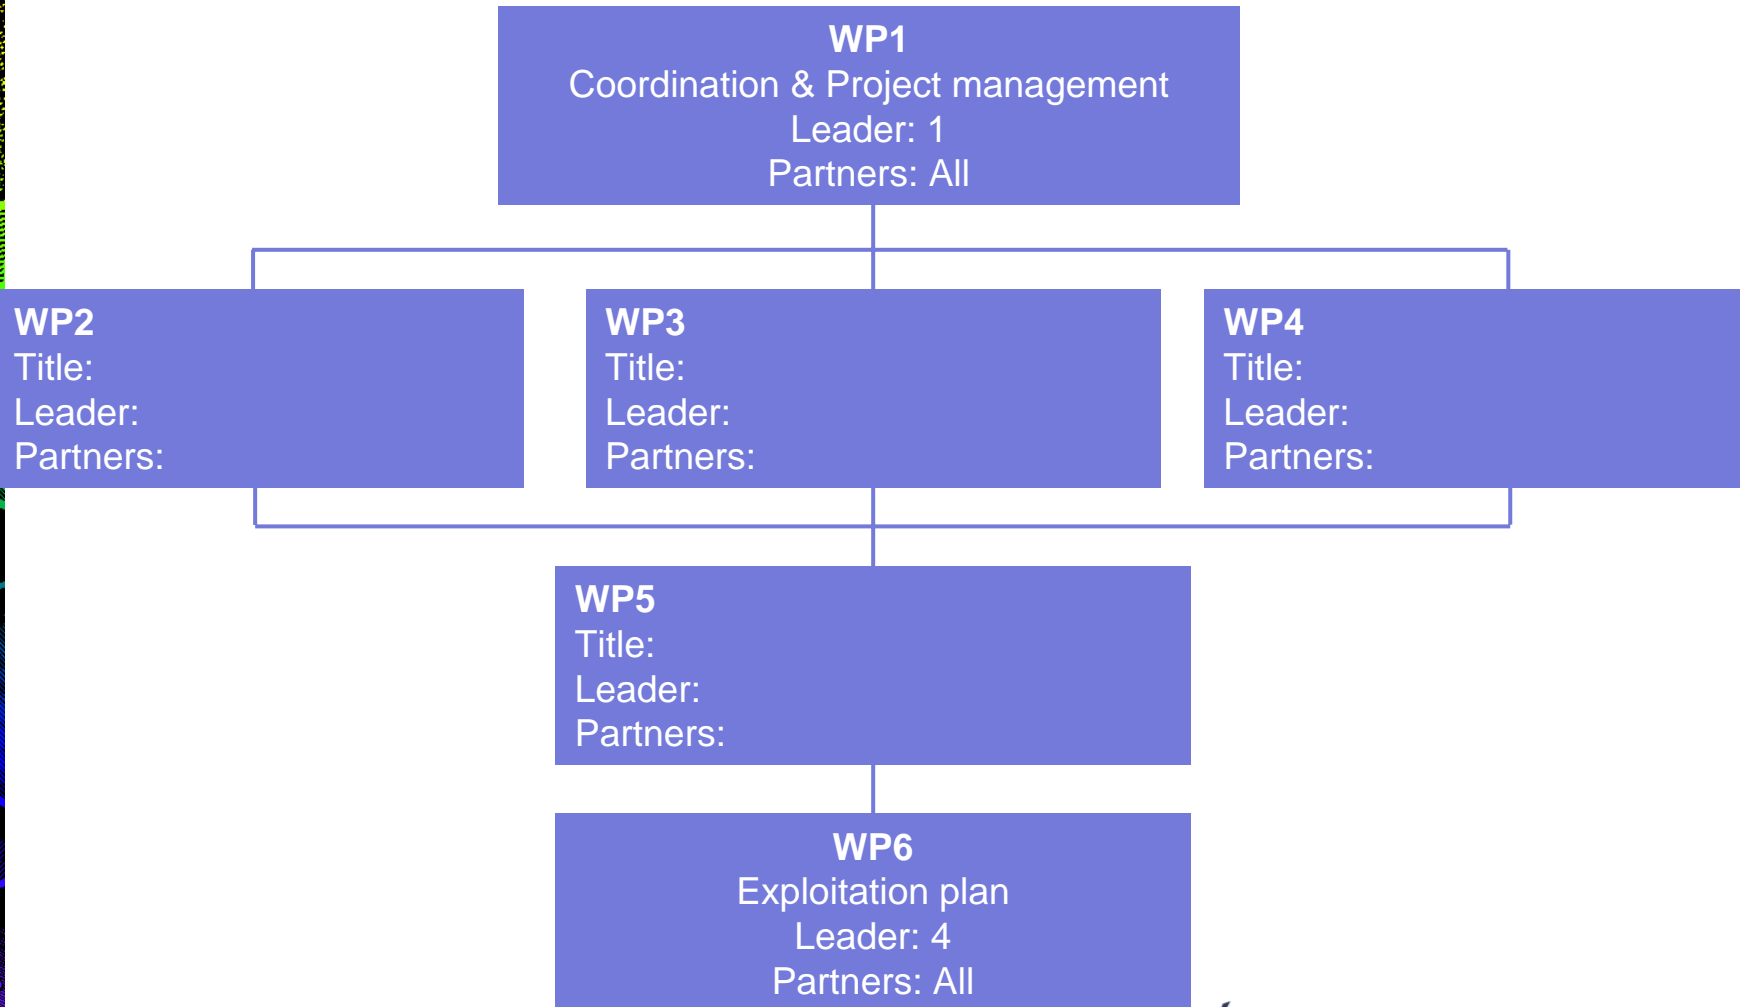 WP1
Coordination & Project management
Leader: 1
Partners: All
WP2
Title:
Leader:
Partners:
WP3
Title:
Leader:
Partners:
WP4
Title:
Leader:
Partners:
WP5
Title:
Leader:
Partners:
WP6
Exploitation plan
Leader: 4
Partners: All